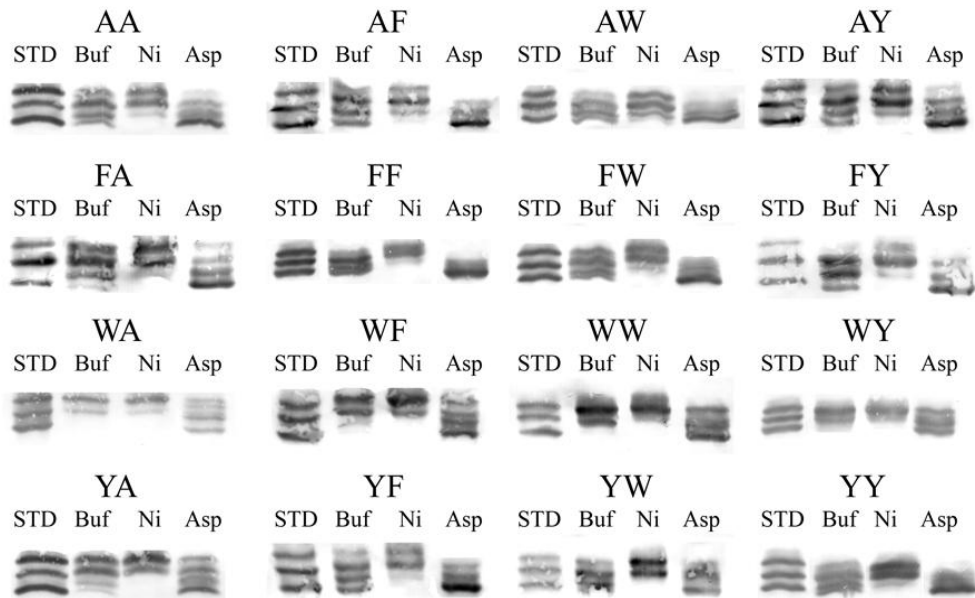 AA AF AW AY
STD Buf Ni Asp STD Buf Ni Asp STD Buf Ni Asp STD Buf Ni Asp
FA FF FW FY
STD Buf Ni Asp STD Buf Ni Asp STD Buf Ni Asp STD Buf Ni Asp
WA WF WW WY
STD Buf Ni Asp STD Buf Ni Asp STD Buf Ni Asp STD Buf Ni Asp
YA YF YW YY
STD Buf Ni Asp STD Buf Ni Asp STD Buf Ni Asp STD Buf Ni Asp